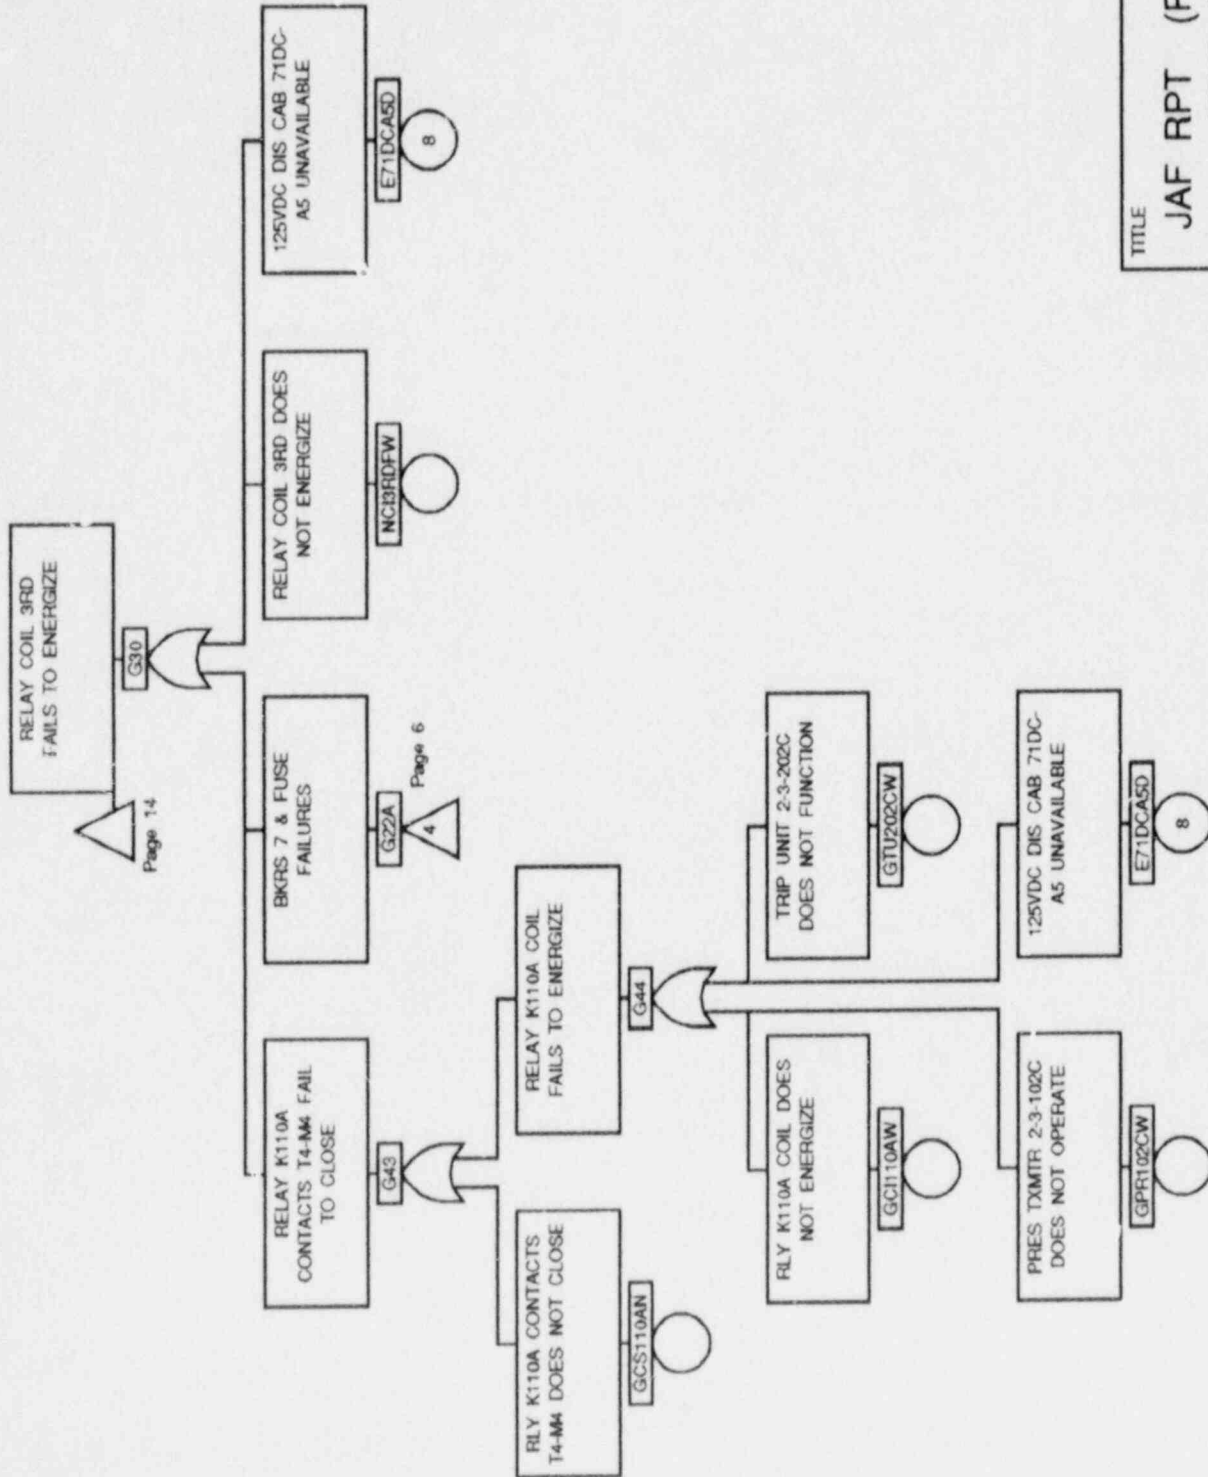 RELAY COIL 3RD
FAILS TO ENERGIZE
Page 14
G30
RELAY K110A
CONTACTS T4-M4 FAIL
TO CLOSE
G43
BKRS 7 & FUSE
FAILURES
G22A
4
Page 6
RELAY COIL 3RD DOES
NOT ENERGIZE
NCI3RDFW
125VDC DIS CAB 71DC-
A5 UNAVAILABLE
E71DCA5D
8
RLY K110A CONTACTS
T4-M4 DOES NOT CLOSE
GCS110AN
RELAY K110A COIL
FAILS TO ENERGIZE
G44
RLY K110A COIL DOES
NOT ENERGIZE
GCI110AW
TRIP UNIT 2-3-202C
DOES NOT FUNCTION
GTU202CW
PRES TXMTR 2-3-102C
DOES NOT OPERATE
GPR102CW
125VDC DIS CAB 71DC-
A5 UNAVAILABLE
E71DCA5D
8
TITLE
JAF RPT